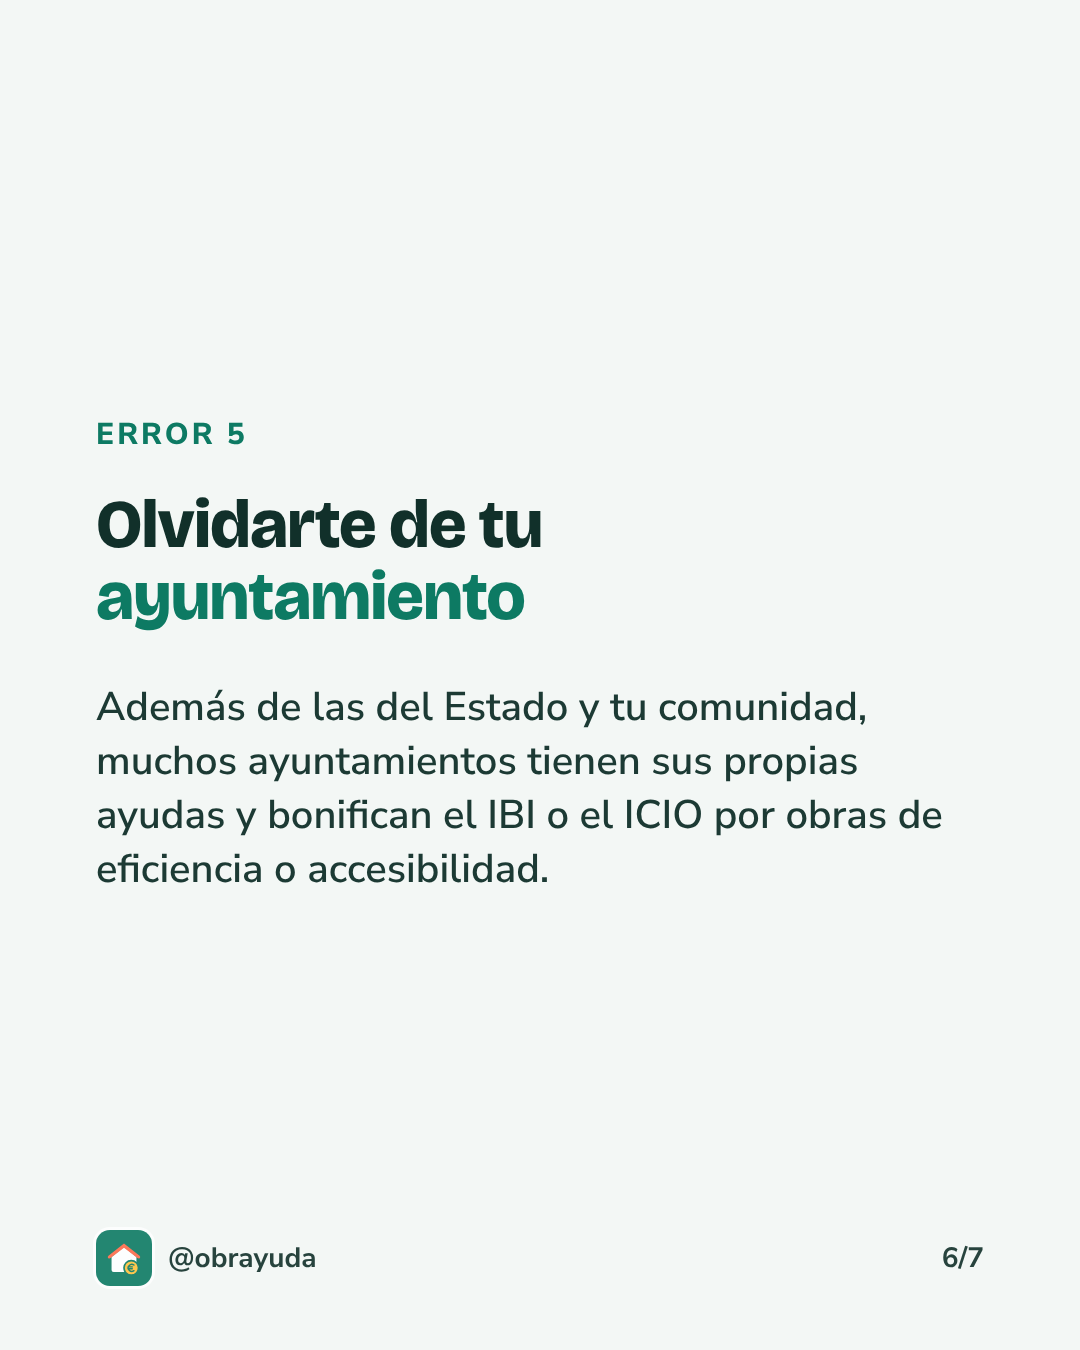 ERROR 5
Olvidarte de tu
ayuntamiento
Además de las del Estado y tu comunidad,
muchos ayuntamientos tienen sus propias
ayudas y bonifican el IBI o el ICIO por obras de
eficiencia o accesibilidad.
€
@obrayuda
6/7